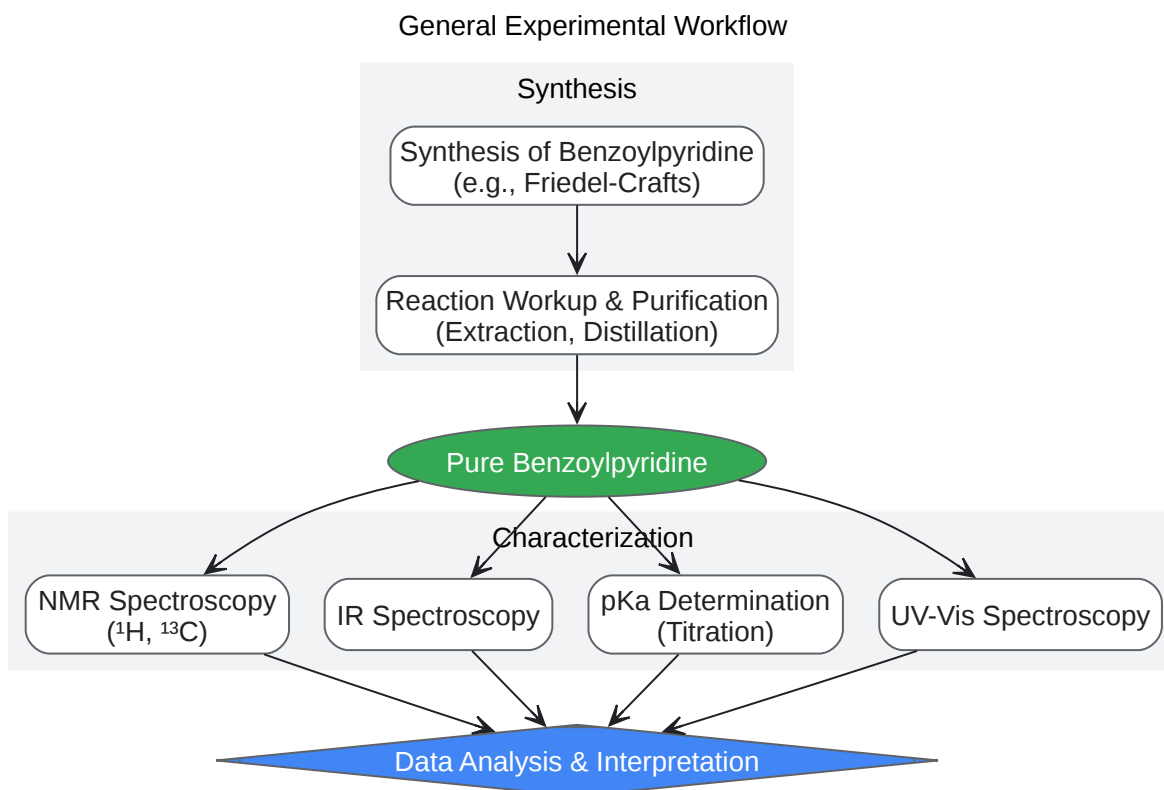 General Experimental Workflow
Synthesis
Synthesis of Benzoylpyridine
(e.g., Friedel-Crafts)
Reaction Workup & Purification
(Extraction, Distillation)
Pure Benzoylpyridine
Characterization
NMR Spectroscopy
(¹H, ¹³C)
IR Spectroscopy
pKa Determination
(Titration)
UV-Vis Spectroscopy
Data Analysis & Interpretation